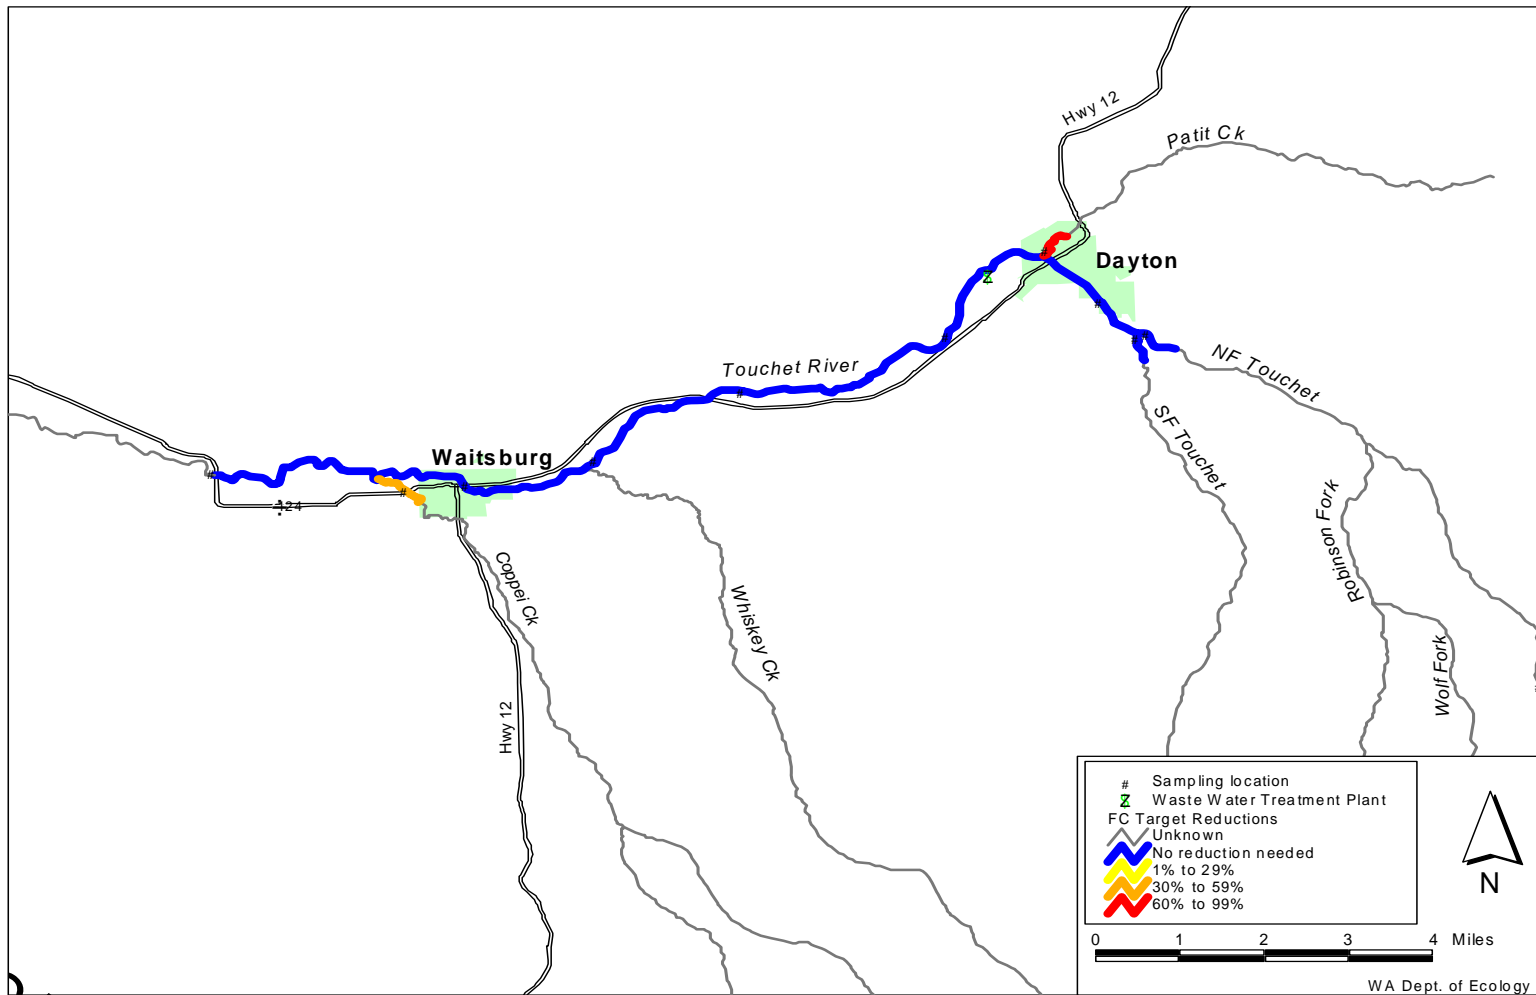 Hwy 12
Patit Ck
Dayton
Touchet River
NF Touchet
SF Touchet
Waitsburg
Robinson Fork
Coppei Ck
Whiskey Ck
Wolf Fork
Hwy 12
# Sampling location
Waste Water Treatment Plant
FC Target Reductions
Unknown
No reduction needed
1% to 29%
30% to 59%
60% to 99%
N
0 1 2 3 4 Miles
WA Dept. of Ecology